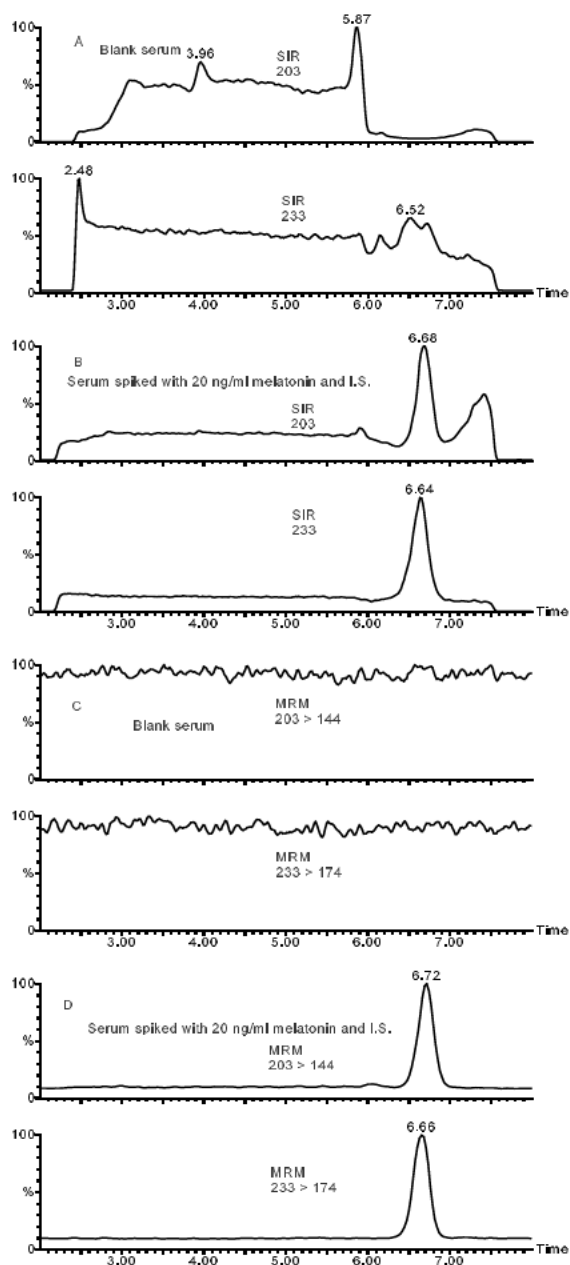 5.87
100
A
Blank serum
3.96
SIR
203
%
0
2.48
100
SIR
233
6.52
%
0
Time
3.00
4.00
5.00
6.00
7.00
6.68
100
B
Serum spiked with 20 ng/ml melatonin and I.S.
SIR
203
%
0
6.64
100
SIR
233
%
0
3.00
4.00
5.00
6.00
7.00
100
C
MRM
203 > 144
Blank serum
%
0
100
MRM
233 > 174
%
0
Time
3.00
4.00
5.00
6.00
7.00
6.72
100
D
Serum spiked with 20 ng/ml melatonin and I.S.
MRM
203 > 144
%
0
6.66
100
MRM
233 > 174
%
0
Time
3.00
4.00
5.00
6.00
7.00